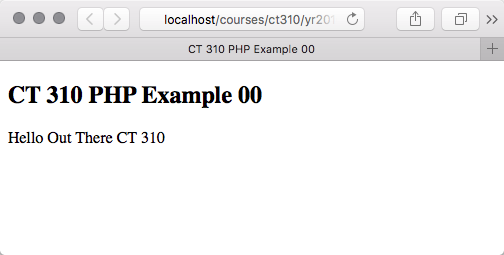 localhost/courses/ct310/yr201
CT 310 PHP Example 00
CT 310 PHP Example 00
Hello Out There CT 310